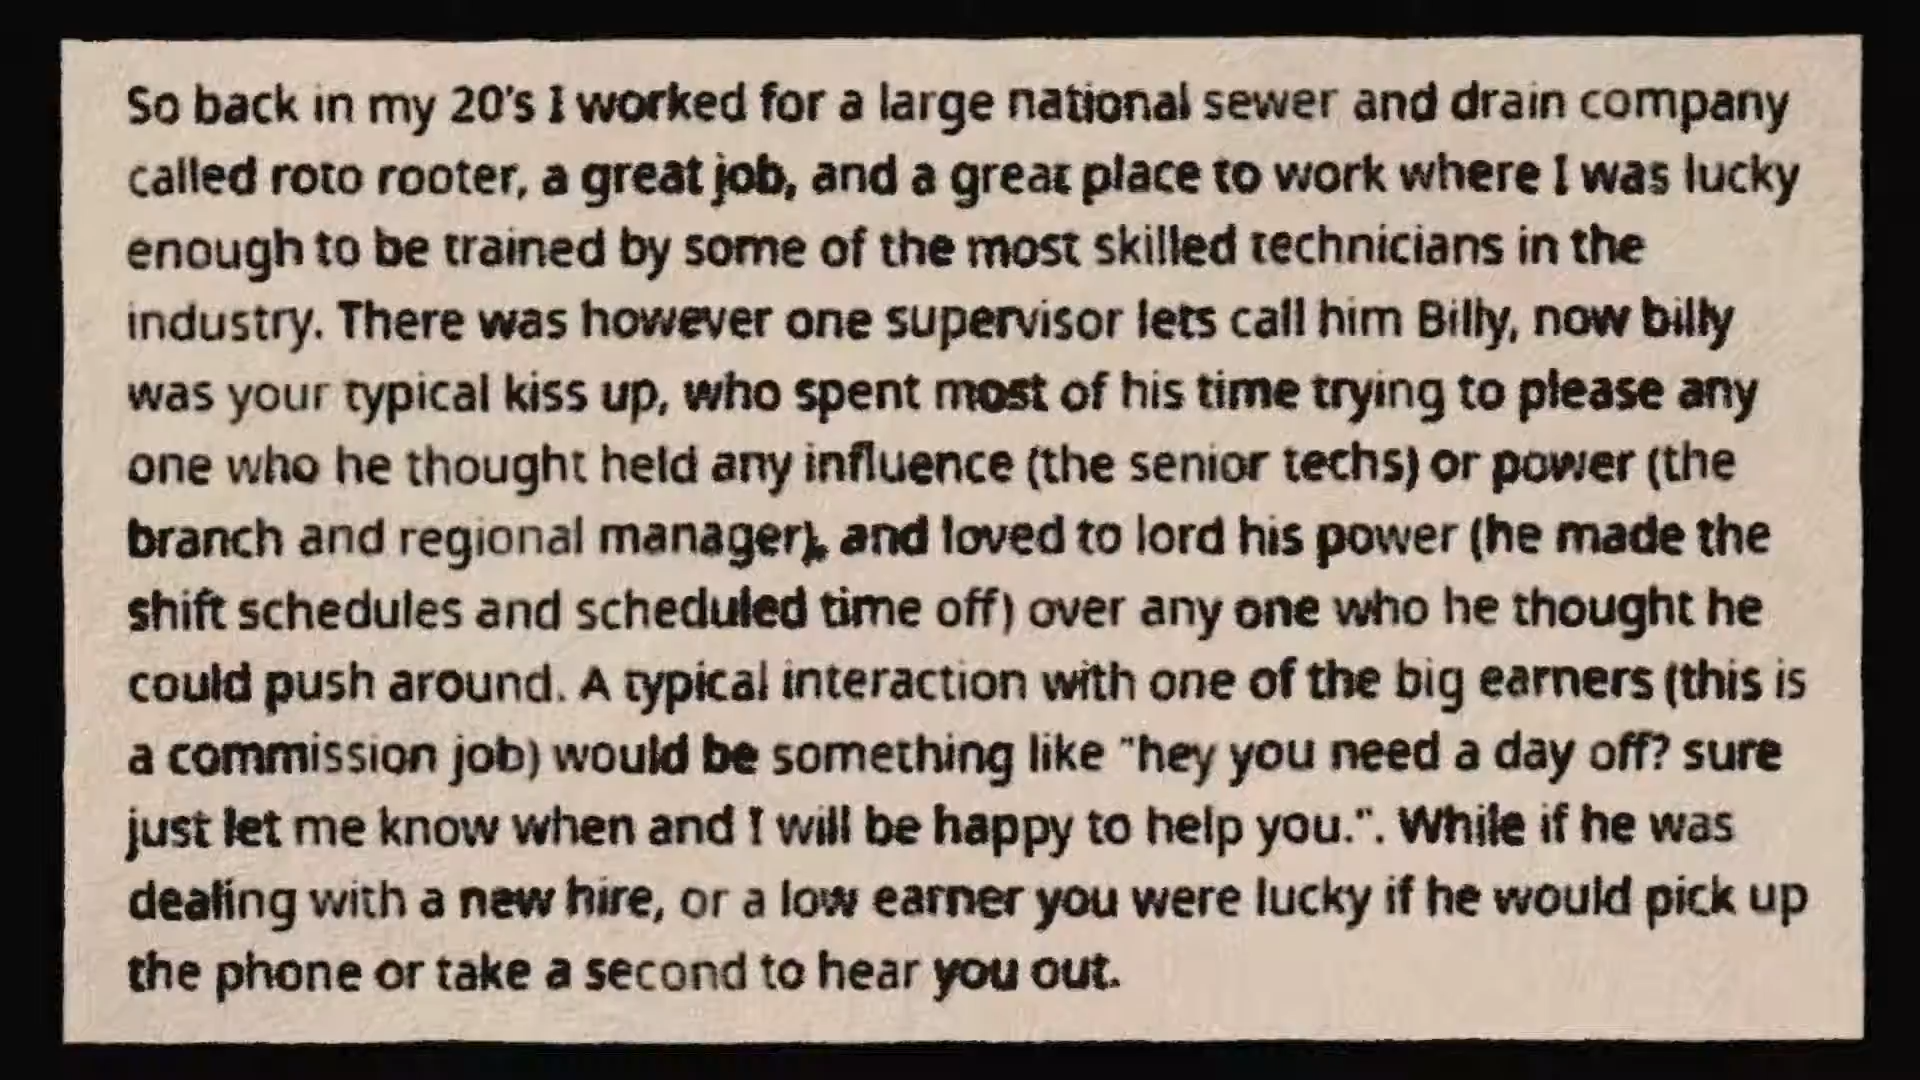 So back in my 20's I worked for a large national sewer and drain company
called roto rooter, a great job, and a great place to work where I was lucky
enough to be trained by some of the most skilled technicians in the
industry. There was however one supervisor lets call him Billy, now billy
was your typical kiss up, who spent most of his time trying to please any
one who he thought held any influence (the senior techs) or power (the
branch and regional manager), and loved to lord his power (he made the
shift schedules and scheduled time off) over any one who he thought he
could push around. A typical interaction with one of the big earners (this is
a commission job) would be something like "hey you need a day off? sure
just let me know when and I will be happy to help you.". While if he was
dealing with a new hire, or a low earner you were lucky if he would pick up
the phone or take a second to hear you out.